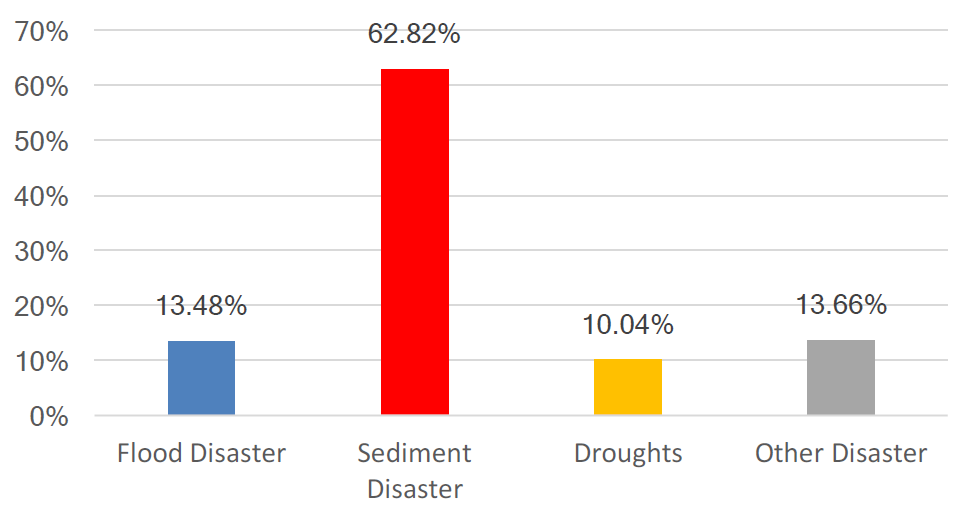 70%
60%
50%
40%
30%
20%
10%
0%
62.82%
13.48%
10.04%
13.66%
Flood Disaster
Sediment
Disaster
Droughts
Other Disaster